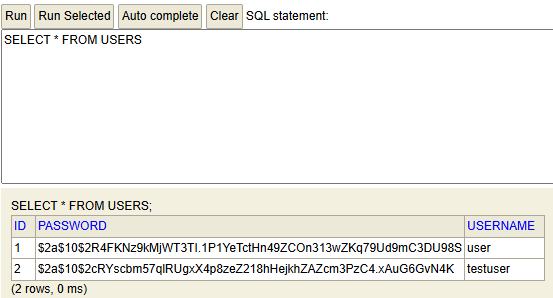 Run Run Selected Auto complete Clear SQL statement:
SELECT * FROM USERS
SELECT * FROM USERS;
ID PASSWORD USERNAME
1 $2a$10$2R4FKNz9kMjWT3TI.1P1YeTctHn49ZCOn313wZKq79Ud9mC3DU98S user
2 $2a$10$2cRYscbm57qlRUgxX4p8zeZ218hHejkhZAZcm3PzC4.xAuG6GvN4K testuser
(2 rows, 0 ms)